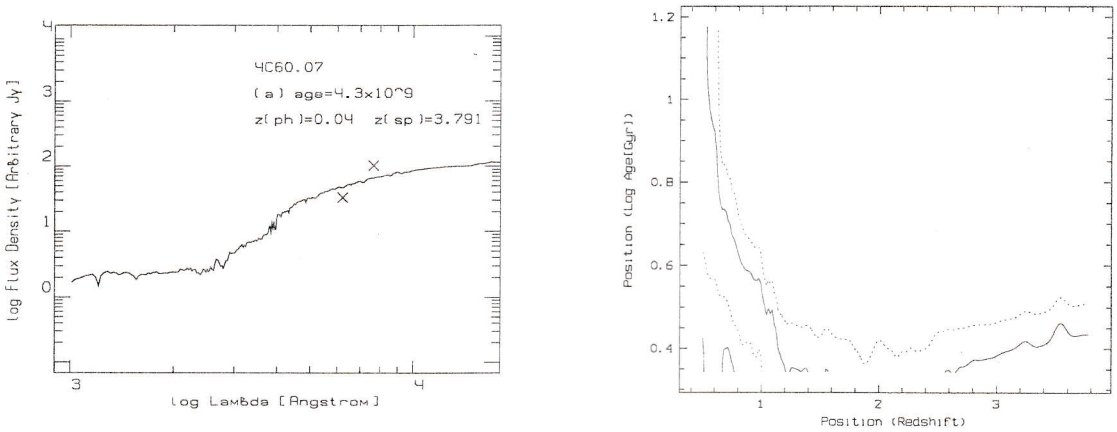 4C60.07
(a) age=4.3x10^9
z(ph)=0.04 z(sp)=3.791
log Flux Density [Arbitrary Jy]
4
3
2
1
0
3
4
log Lambda [Angstrom]
Position (Log Age[Gyr])
1.2
1
0.8
0.6
0.4
1
2
3
Position (Redshift)